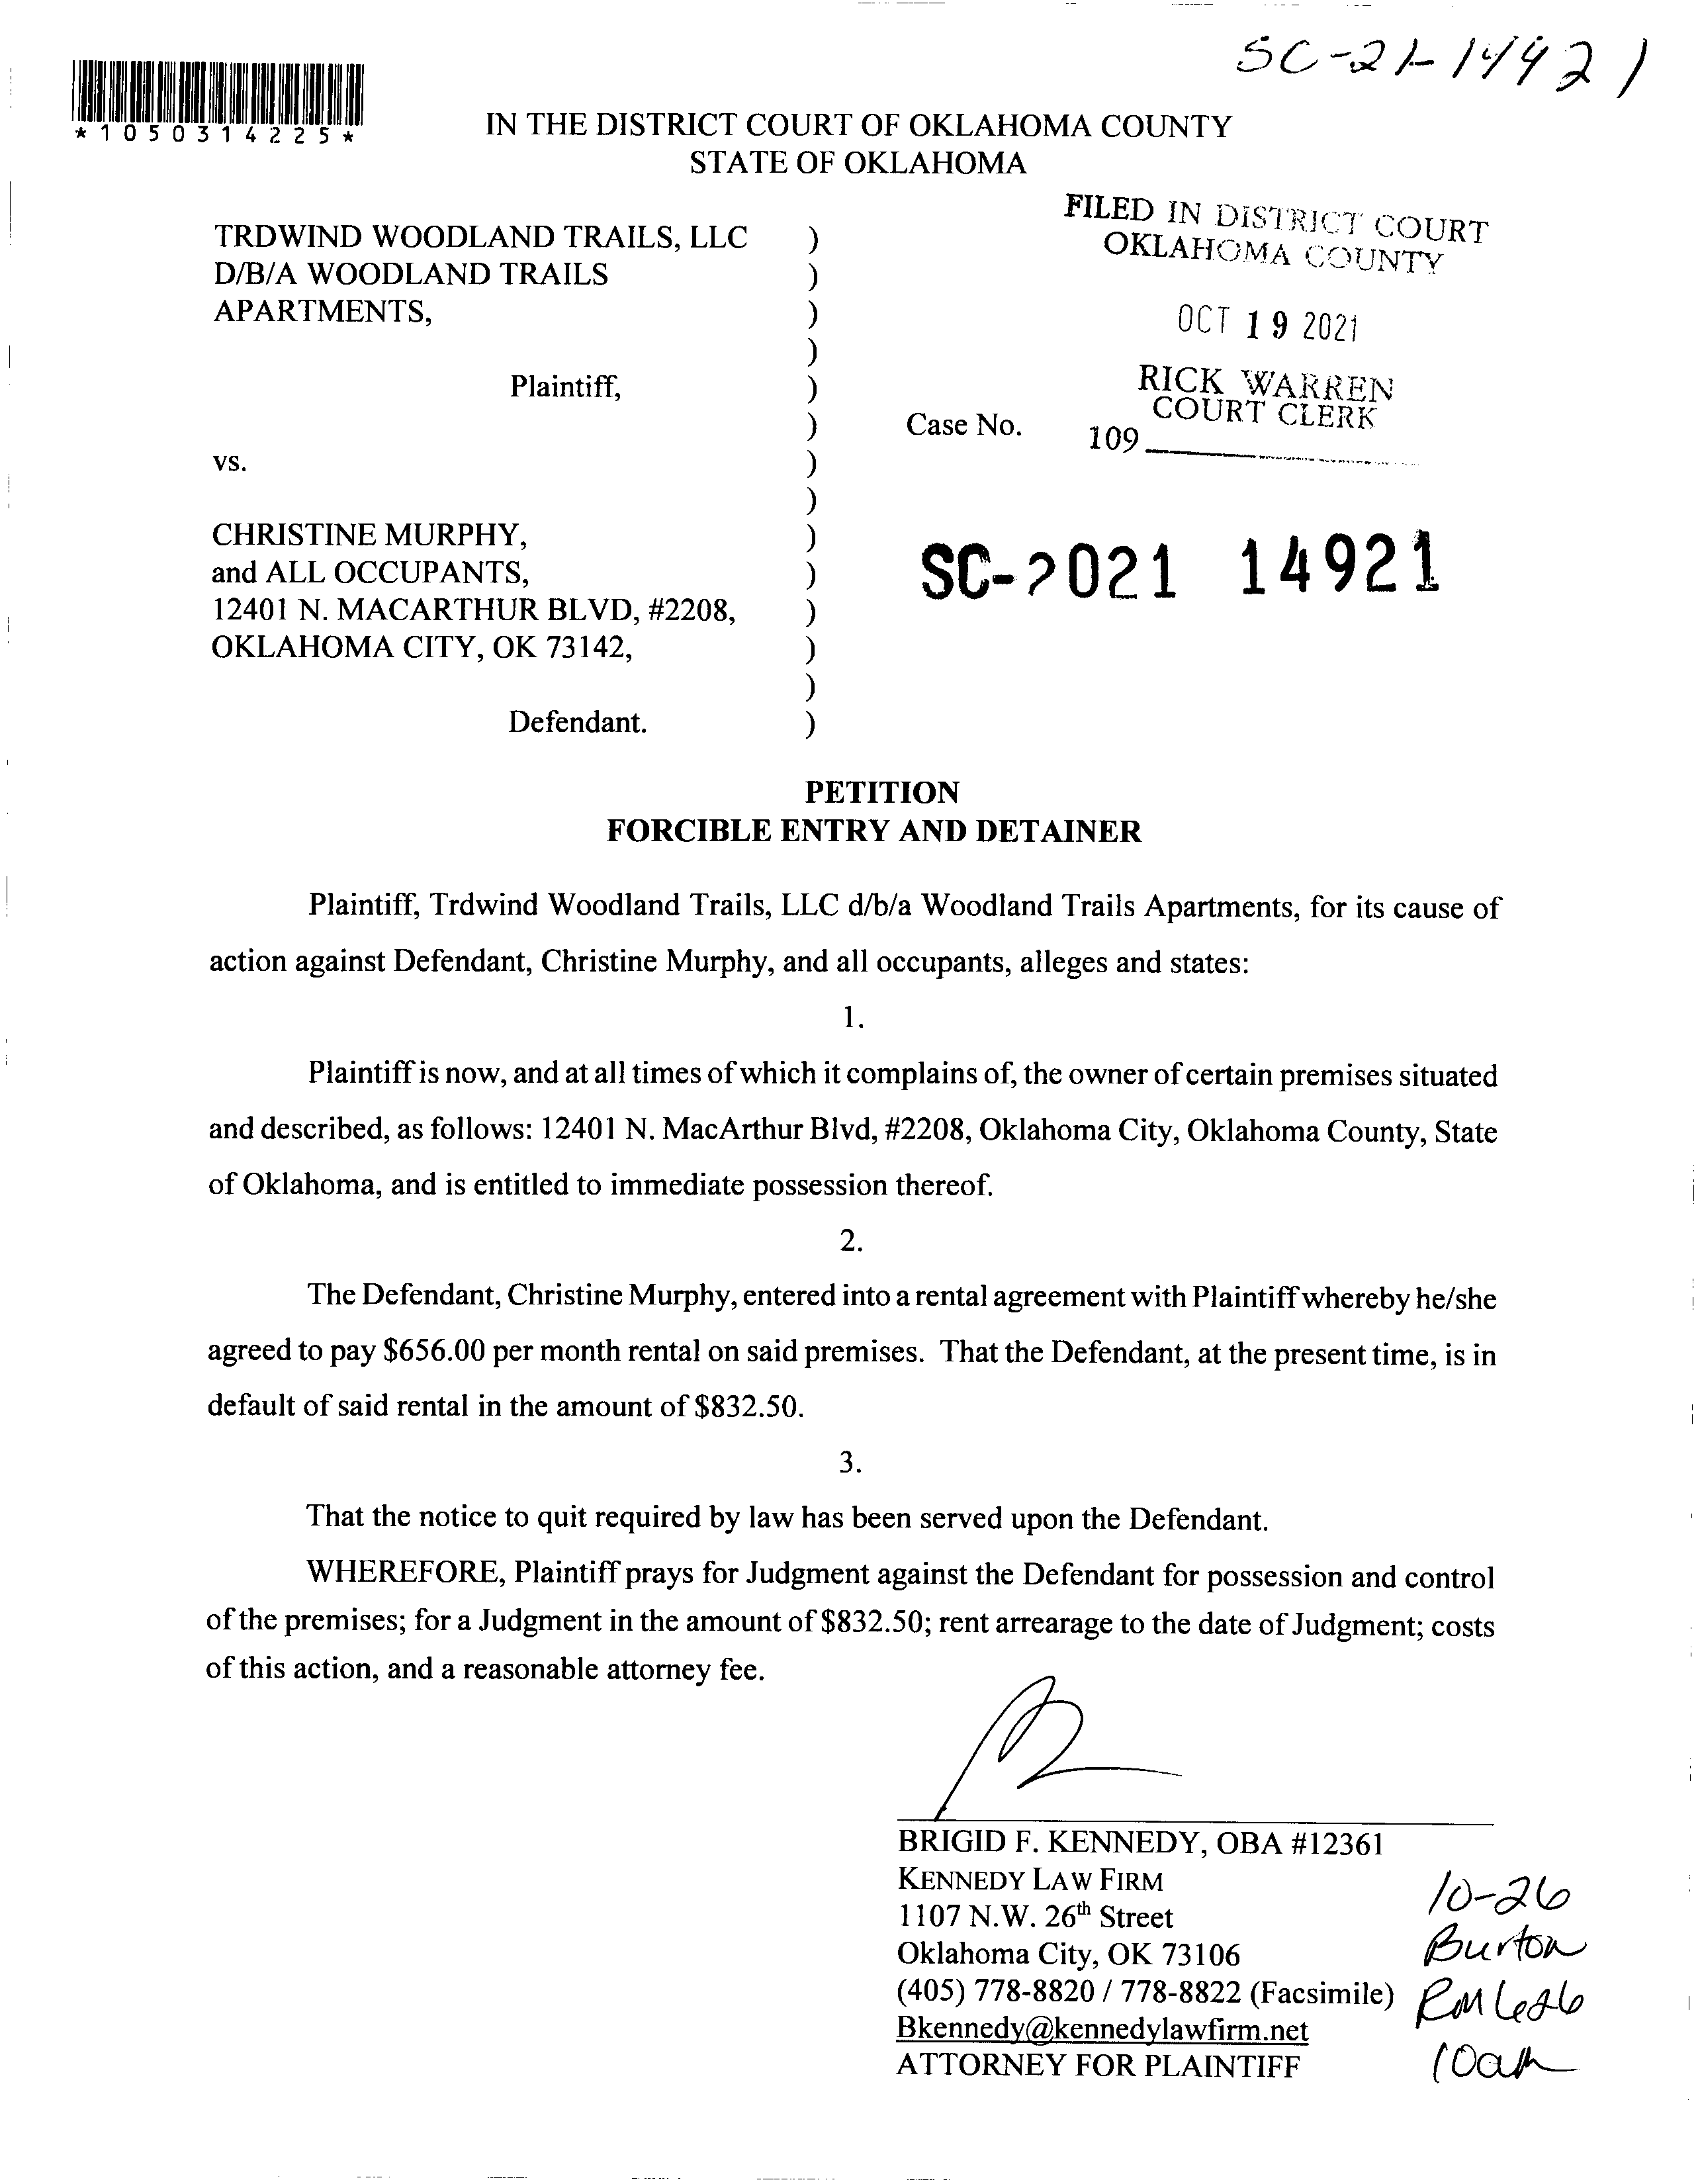 SC-21-14921
*1050314225*
IN THE DISTRICT COURT OF OKLAHOMA COUNTY
STATE OF OKLAHOMA
FILED IN DISTRICT COURT
OKLAHOMA COUNTY
OCT 19 2021
RICK WARREN
COURT CLERK
109
TRDWIND WOODLAND TRAILS, LLC )
D/B/A WOODLAND TRAILS )
APARTMENTS, )
)
Plaintiff, )
) Case No.
vs. )
)
CHRISTINE MURPHY, )
and ALL OCCUPANTS, )
12401 N. MACARTHUR BLVD, #2208, )
OKLAHOMA CITY, OK 73142, )
)
Defendant. )
SC-2021 14921
PETITION
FORCIBLE ENTRY AND DETAINER
Plaintiff, Trdwind Woodland Trails, LLC d/b/a Woodland Trails Apartments, for its cause of
action against Defendant, Christine Murphy, and all occupants, alleges and states:
1.
Plaintiff is now, and at all times of which it complains of, the owner of certain premises situated
and described, as follows: 12401 N. MacArthur Blvd, #2208, Oklahoma City, Oklahoma County, State
of Oklahoma, and is entitled to immediate possession thereof.
2.
The Defendant, Christine Murphy, entered into a rental agreement with Plaintiff whereby he/she
agreed to pay $656.00 per month rental on said premises. That the Defendant, at the present time, is in
default of said rental in the amount of $832.50.
3.
That the notice to quit required by law has been served upon the Defendant.
WHEREFORE, Plaintiff prays for Judgment against the Defendant for possession and control
of the premises; for a Judgment in the amount of $832.50; rent arrearage to the date of Judgment; costs
of this action, and a reasonable attorney fee.
BRIGID F. KENNEDY, OBA #12361
KENNEDY LAW FIRM
1107 N.W. 26th Street
Oklahoma City, OK 73106
(405) 778-8820 / 778-8822 (Facsimile)
Bkennedy@kennedylawfirm.net
ATTORNEY FOR PLAINTIFF
10-26
Burton
RM
10am